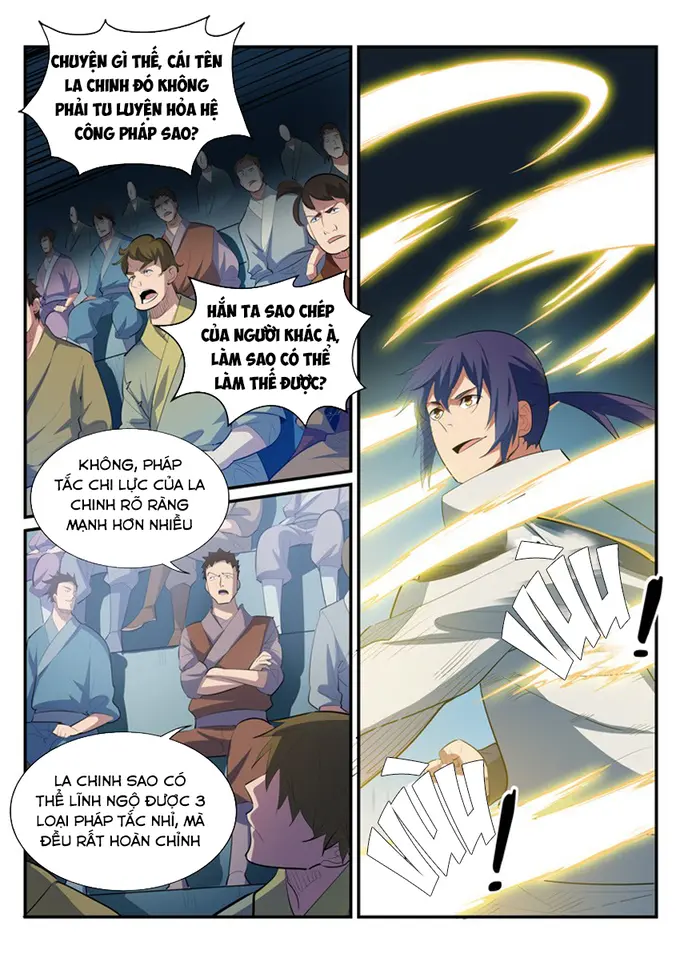 CHUYỆN GÌ THẾ, CÁI TÊN
LA CHINH ĐÓ KHÔNG
PHẢI TU LUYỆN HỎA HỆ
CÔNG PHÁP SAO?
HẮN TA SAO CHÉP
CỦA NGƯỜI KHÁC À,
LÀM SAO CÓ THỂ
LÀM THẾ ĐƯỢC?
KHÔNG, PHÁP
TẮC CHI LỰC CỦA LA
CHINH RÕ RÀNG
MẠNH HƠN NHIỀU
LA CHINH SAO CÓ
THỂ LĨNH NGỘ ĐƯỢC 3
LOẠI PHÁP TẮC NHỈ, MÀ
ĐỀU RẤT HOÀN CHỈNH
VUU!
VUU!